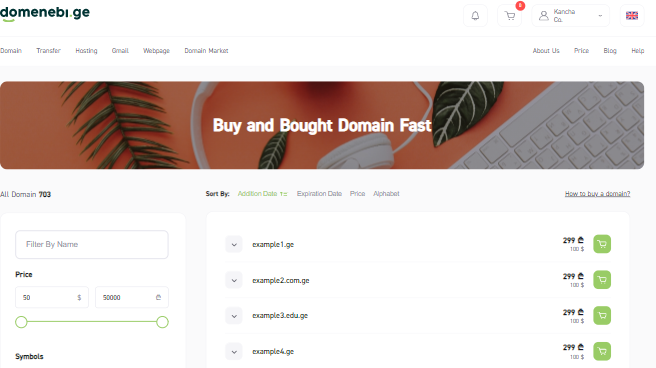 domenebi.ge
8
Kancha
Co.
Domain Transfer Hosting Gmail Webpage Domain Market
About Us Price Blog Help
Buy and Bought Domain Fast
All Domain 703
Sort By: Addition Date Expiration Date Price Alphabet
How to buy a domain?
Filter By Name
Price
50 $
50000 ₾
Symbols
example1.ge
299 ₾
100 $
example2.com.ge
299 ₾
100 $
example3.edu.ge
299 ₾
100 $
example4.ge
299 ₾
100 $